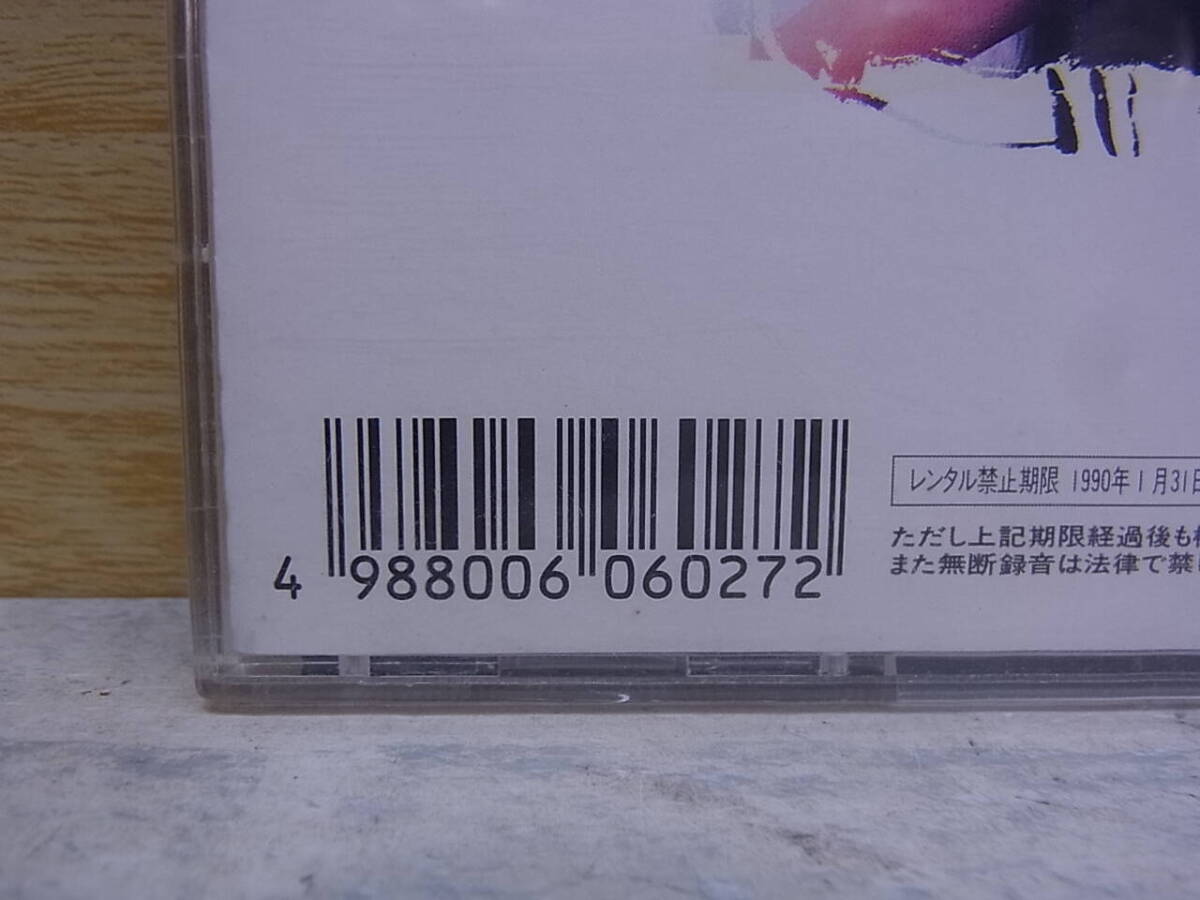 4 988006 060272
レンタル禁止期限 1990年1月31日
ただし上記期限経過後も
また無断録音は法律で禁